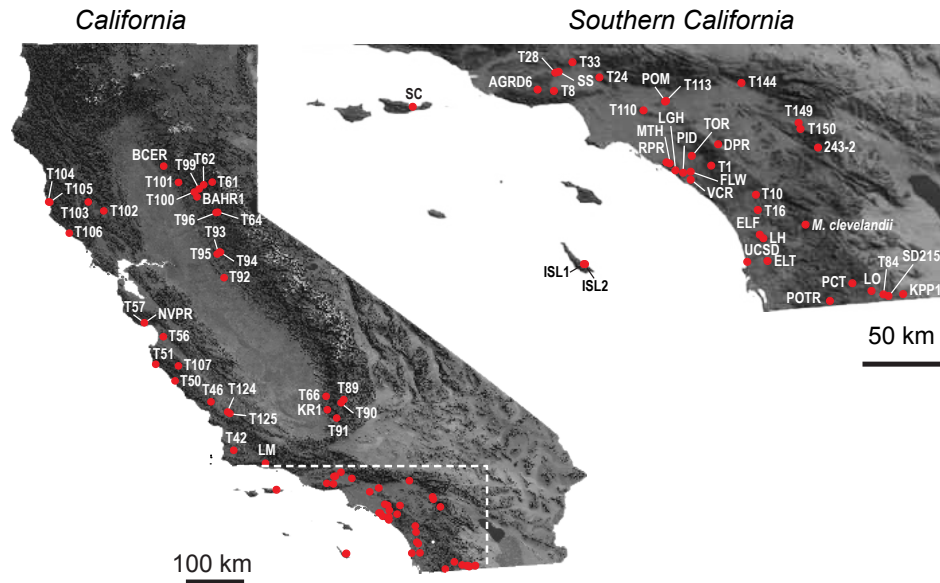 California
Southern California
BCER
T62
T99
T101
T61
T100
BAHR1
T104
T105
T103
T102
T106
T96
T64
T93
T95
T94
T92
T57
NVPR
T56
T51
T107
T50
T46
T124
T125
T42
LM
T66
T89
KR1
T90
T91
100 km
T28
T33
SS
T24
AGRD6
T8
SC
POM
T113
T144
T110
LGH
MTH
PID
TOR
RPR
DPR
T1
FLW
VCR
T149
T150
243-2
T10
T16
ELF
LH
M. clevelandii
UCSD
ELT
ISL1
ISL2
PCT
LO
T84
SD215
POTR
KPP1
50 km